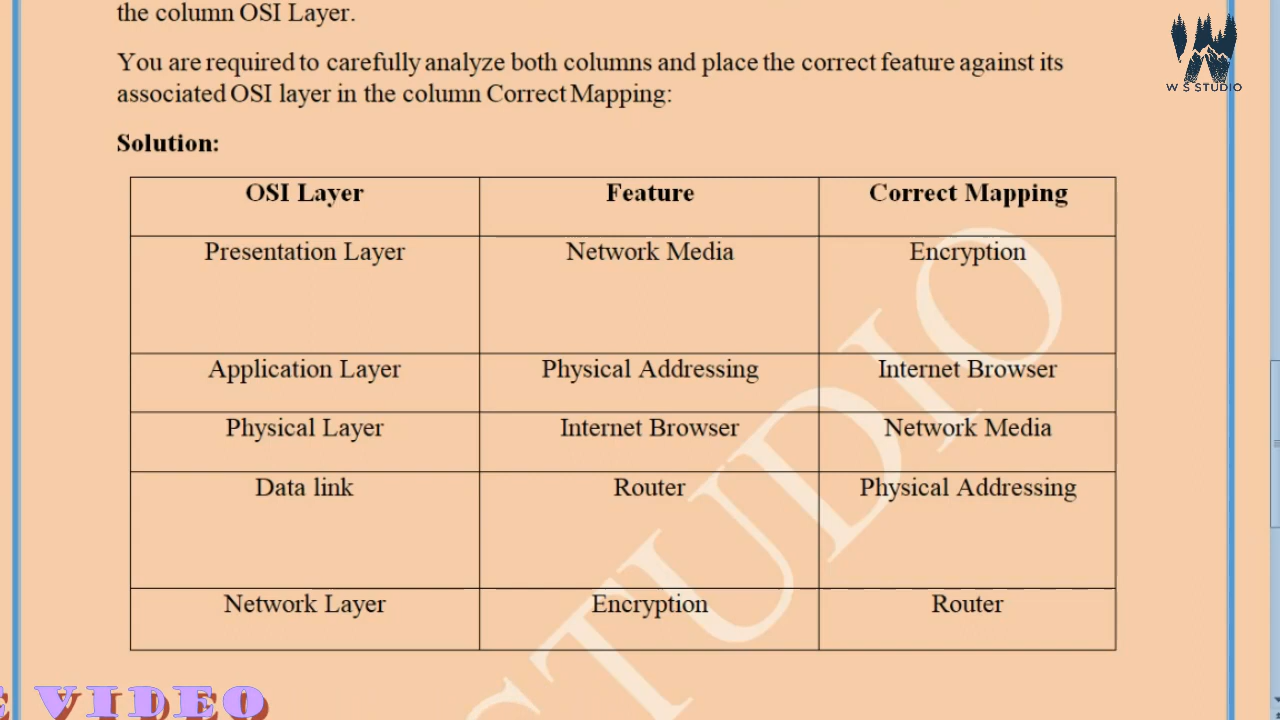 the column OSI Layer.
W S STUDIO
You are required to carefully analyze both columns and place the correct feature against its
associated OSI layer in the column Correct Mapping:
Solution:
OSI Layer Feature Correct Mapping
Presentation Layer Network Media Encryption
Application Layer Physical Addressing Internet Browser
Physical Layer Internet Browser Network Media
Data link Router Physical Addressing
Network Layer Encryption Router
STUDIO
E VIDEO